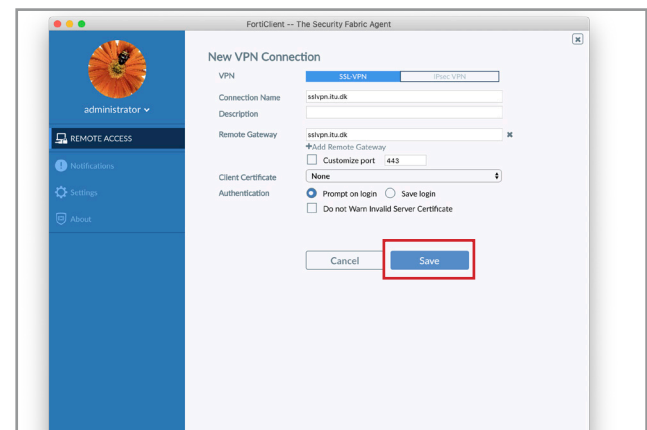 FortiClient -- The Security Fabric Agent
administrator
REMOTE ACCESS
Notifications
Settings
About
New VPN Connection
VPN SSL-VPN IPsec VPN
Connection Name sslvpn.itu.dk
Description
Remote Gateway sslvpn.itu.dk
+Add Remote Gateway
Customize port 443
Client Certificate None
Authentication Prompt on login Save login
Do not Warn Invalid Server Certificate
Cancel Save